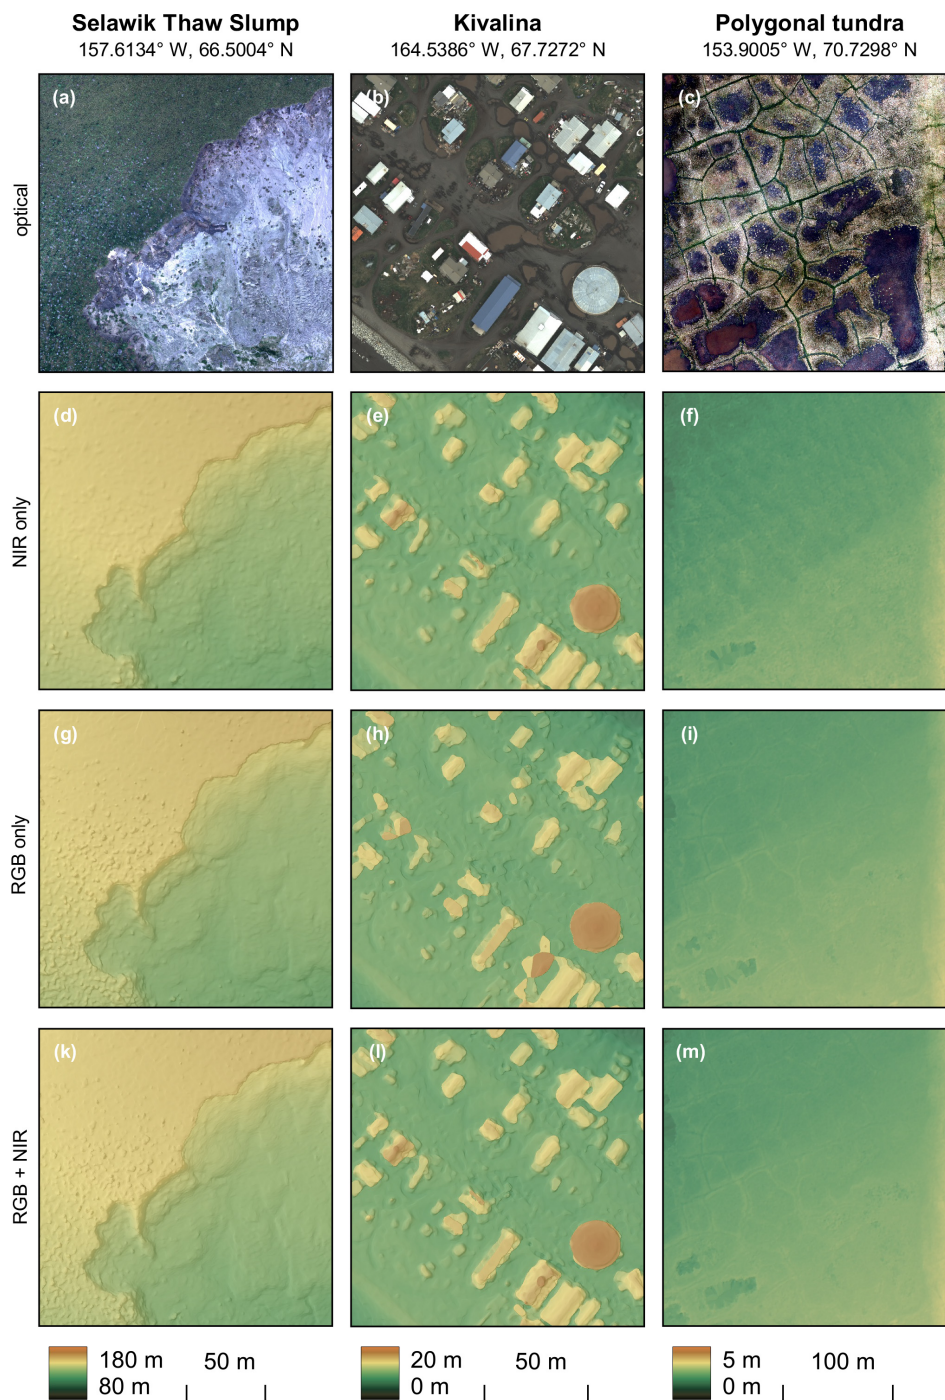 Selawik Thaw Slump
157.6134° W, 66.5004° N
Kivalina
164.5386° W, 67.7272° N
Polygonal tundra
153.9005° W, 70.7298° N
optical
(a)
(b)
(c)
NIR only
(d)
(e)
(f)
RGB only
(g)
(h)
(i)
RGB + NIR
(k)
(l)
(m)
180 m
80 m
50 m
20 m
0 m
50 m
5 m
0 m
100 m